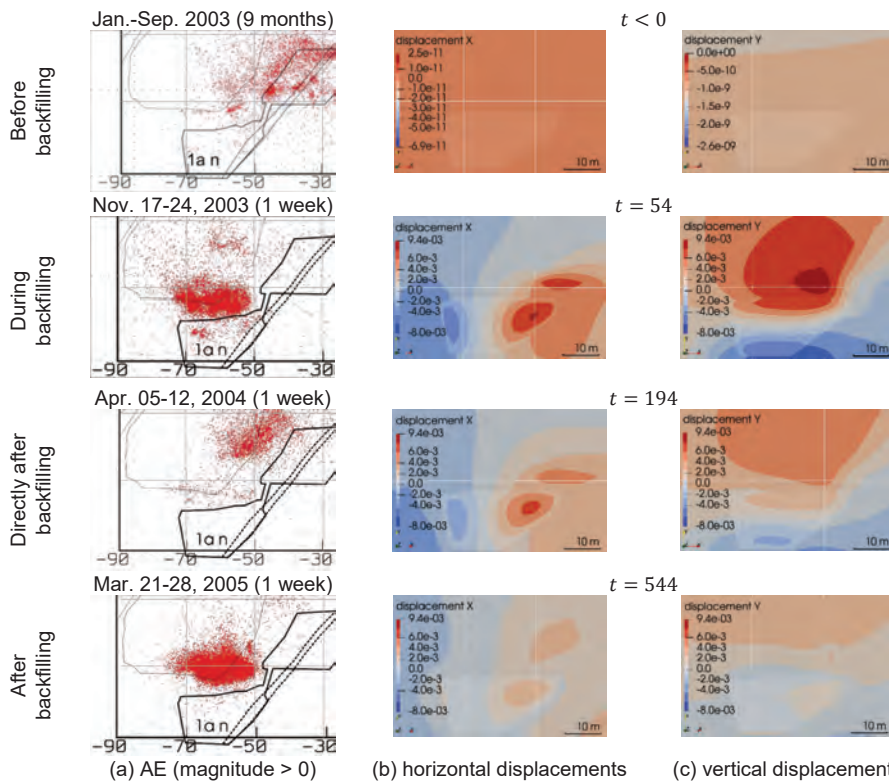 Jan.-Sep. 2003 (9 months)
t < 0
Before
backfilling
1an
-90 -70 -50 -30
displacement X
2.5e-11
1.0e-11
0.0
-1.0e-11
-2.0e-11
-3.0e-11
-4.0e-11
-5.0e-11
-6.9e-11
10 m
displacement Y
0.0e+00
-5.0e-10
-1.0e-9
-1.5e-9
-2.0e-9
-2.6e-09
10 m
Nov. 17-24, 2003 (1 week)
t = 54
During
backfilling
1an
-90 -70 -50 -30
displacement X
9.4e-03
6.0e-3
4.0e-3
2.0e-3
0.0
-2.0e-3
-4.0e-3
-8.0e-03
10 m
displacement Y
9.4e-03
6.0e-3
4.0e-3
2.0e-3
0.0
-2.0e-3
-4.0e-3
-8.0e-03
10 m
Apr. 05-12, 2004 (1 week)
t = 194
Directly after
backfilling
1an
-90 -70 -50 -30
displacement X
9.4e-03
6.0e-3
4.0e-3
2.0e-3
0.0
-2.0e-3
-4.0e-3
-8.0e-03
10 m
displacement Y
9.4e-03
6.0e-3
4.0e-3
2.0e-3
0.0
-2.0e-3
-4.0e-3
-8.0e-03
10 m
Mar. 21-28, 2005 (1 week)
t = 544
After
backfilling
1an
-90 -70 -50 -30
displacement X
9.4e-03
6.0e-3
4.0e-3
2.0e-3
0.0
-2.0e-3
-4.0e-3
-8.0e-03
10 m
displacement Y
9.4e-03
6.0e-3
4.0e-3
2.0e-3
0.0
-2.0e-3
-4.0e-3
-8.0e-03
10 m
(a) AE (magnitude > 0)
(b) horizontal displacements
(c) vertical displacement